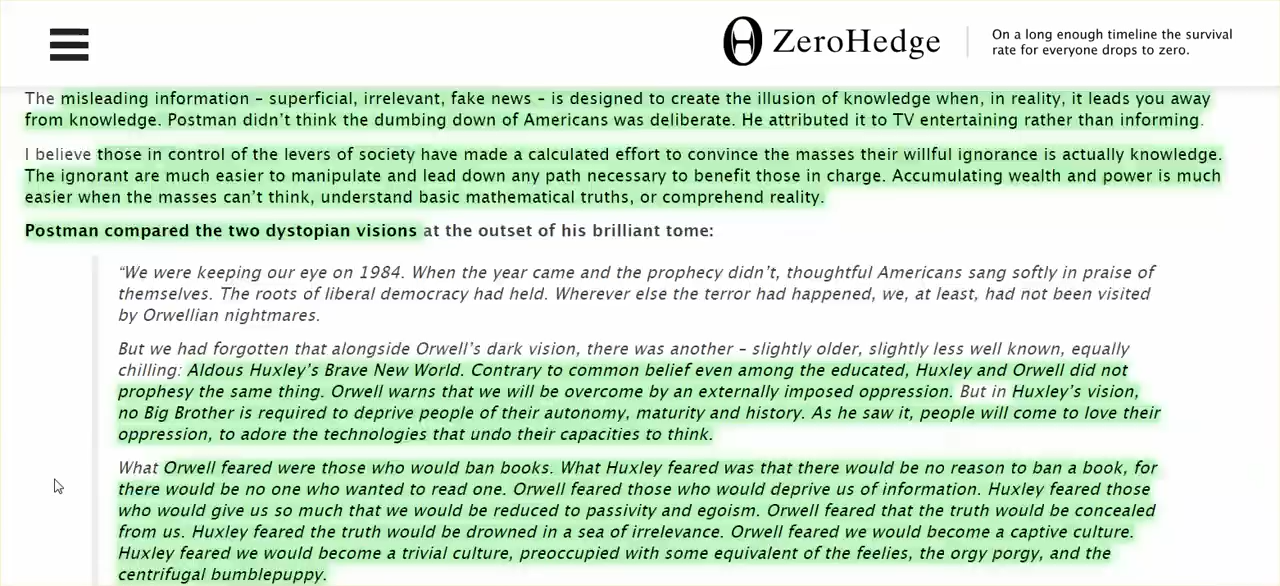 ZeroHedge
On a long enough timeline the survival
rate for everyone drops to zero.
The misleading information – superficial, irrelevant, fake news – is designed to create the illusion of knowledge when, in reality, it leads you away
from knowledge. Postman didn’t think the dumbing down of Americans was deliberate. He attributed it to TV entertaining rather than informing.
I believe those in control of the levers of society have made a calculated effort to convince the masses their willful ignorance is actually knowledge.
The ignorant are much easier to manipulate and lead down any path necessary to benefit those in charge. Accumulating wealth and power is much
easier when the masses can’t think, understand basic mathematical truths, or comprehend reality.
Postman compared the two dystopian visions at the outset of his brilliant tome:
“We were keeping our eye on 1984. When the year came and the prophecy didn’t, thoughtful Americans sang softly in praise of
themselves. The roots of liberal democracy had held. Wherever else the terror had happened, we, at least, had not been visited
by Orwellian nightmares.
But we had forgotten that alongside Orwell’s dark vision, there was another – slightly older, slightly less well known, equally
chilling: Aldous Huxley’s Brave New World. Contrary to common belief even among the educated, Huxley and Orwell did not
prophesy the same thing. Orwell warns that we will be overcome by an externally imposed oppression. But in Huxley’s vision,
no Big Brother is required to deprive people of their autonomy, maturity and history. As he saw it, people will come to love their
oppression, to adore the technologies that undo their capacities to think.
What Orwell feared were those who would ban books. What Huxley feared was that there would be no reason to ban a book, for
there would be no one who wanted to read one. Orwell feared those who would deprive us of information. Huxley feared those
who would give us so much that we would be reduced to passivity and egoism. Orwell feared that the truth would be concealed
from us. Huxley feared the truth would be drowned in a sea of irrelevance. Orwell feared we would become a captive culture.
Huxley feared we would become a trivial culture, preoccupied with some equivalent of the feelies, the orgy porgy, and the
centrifugal bumblepuppy.